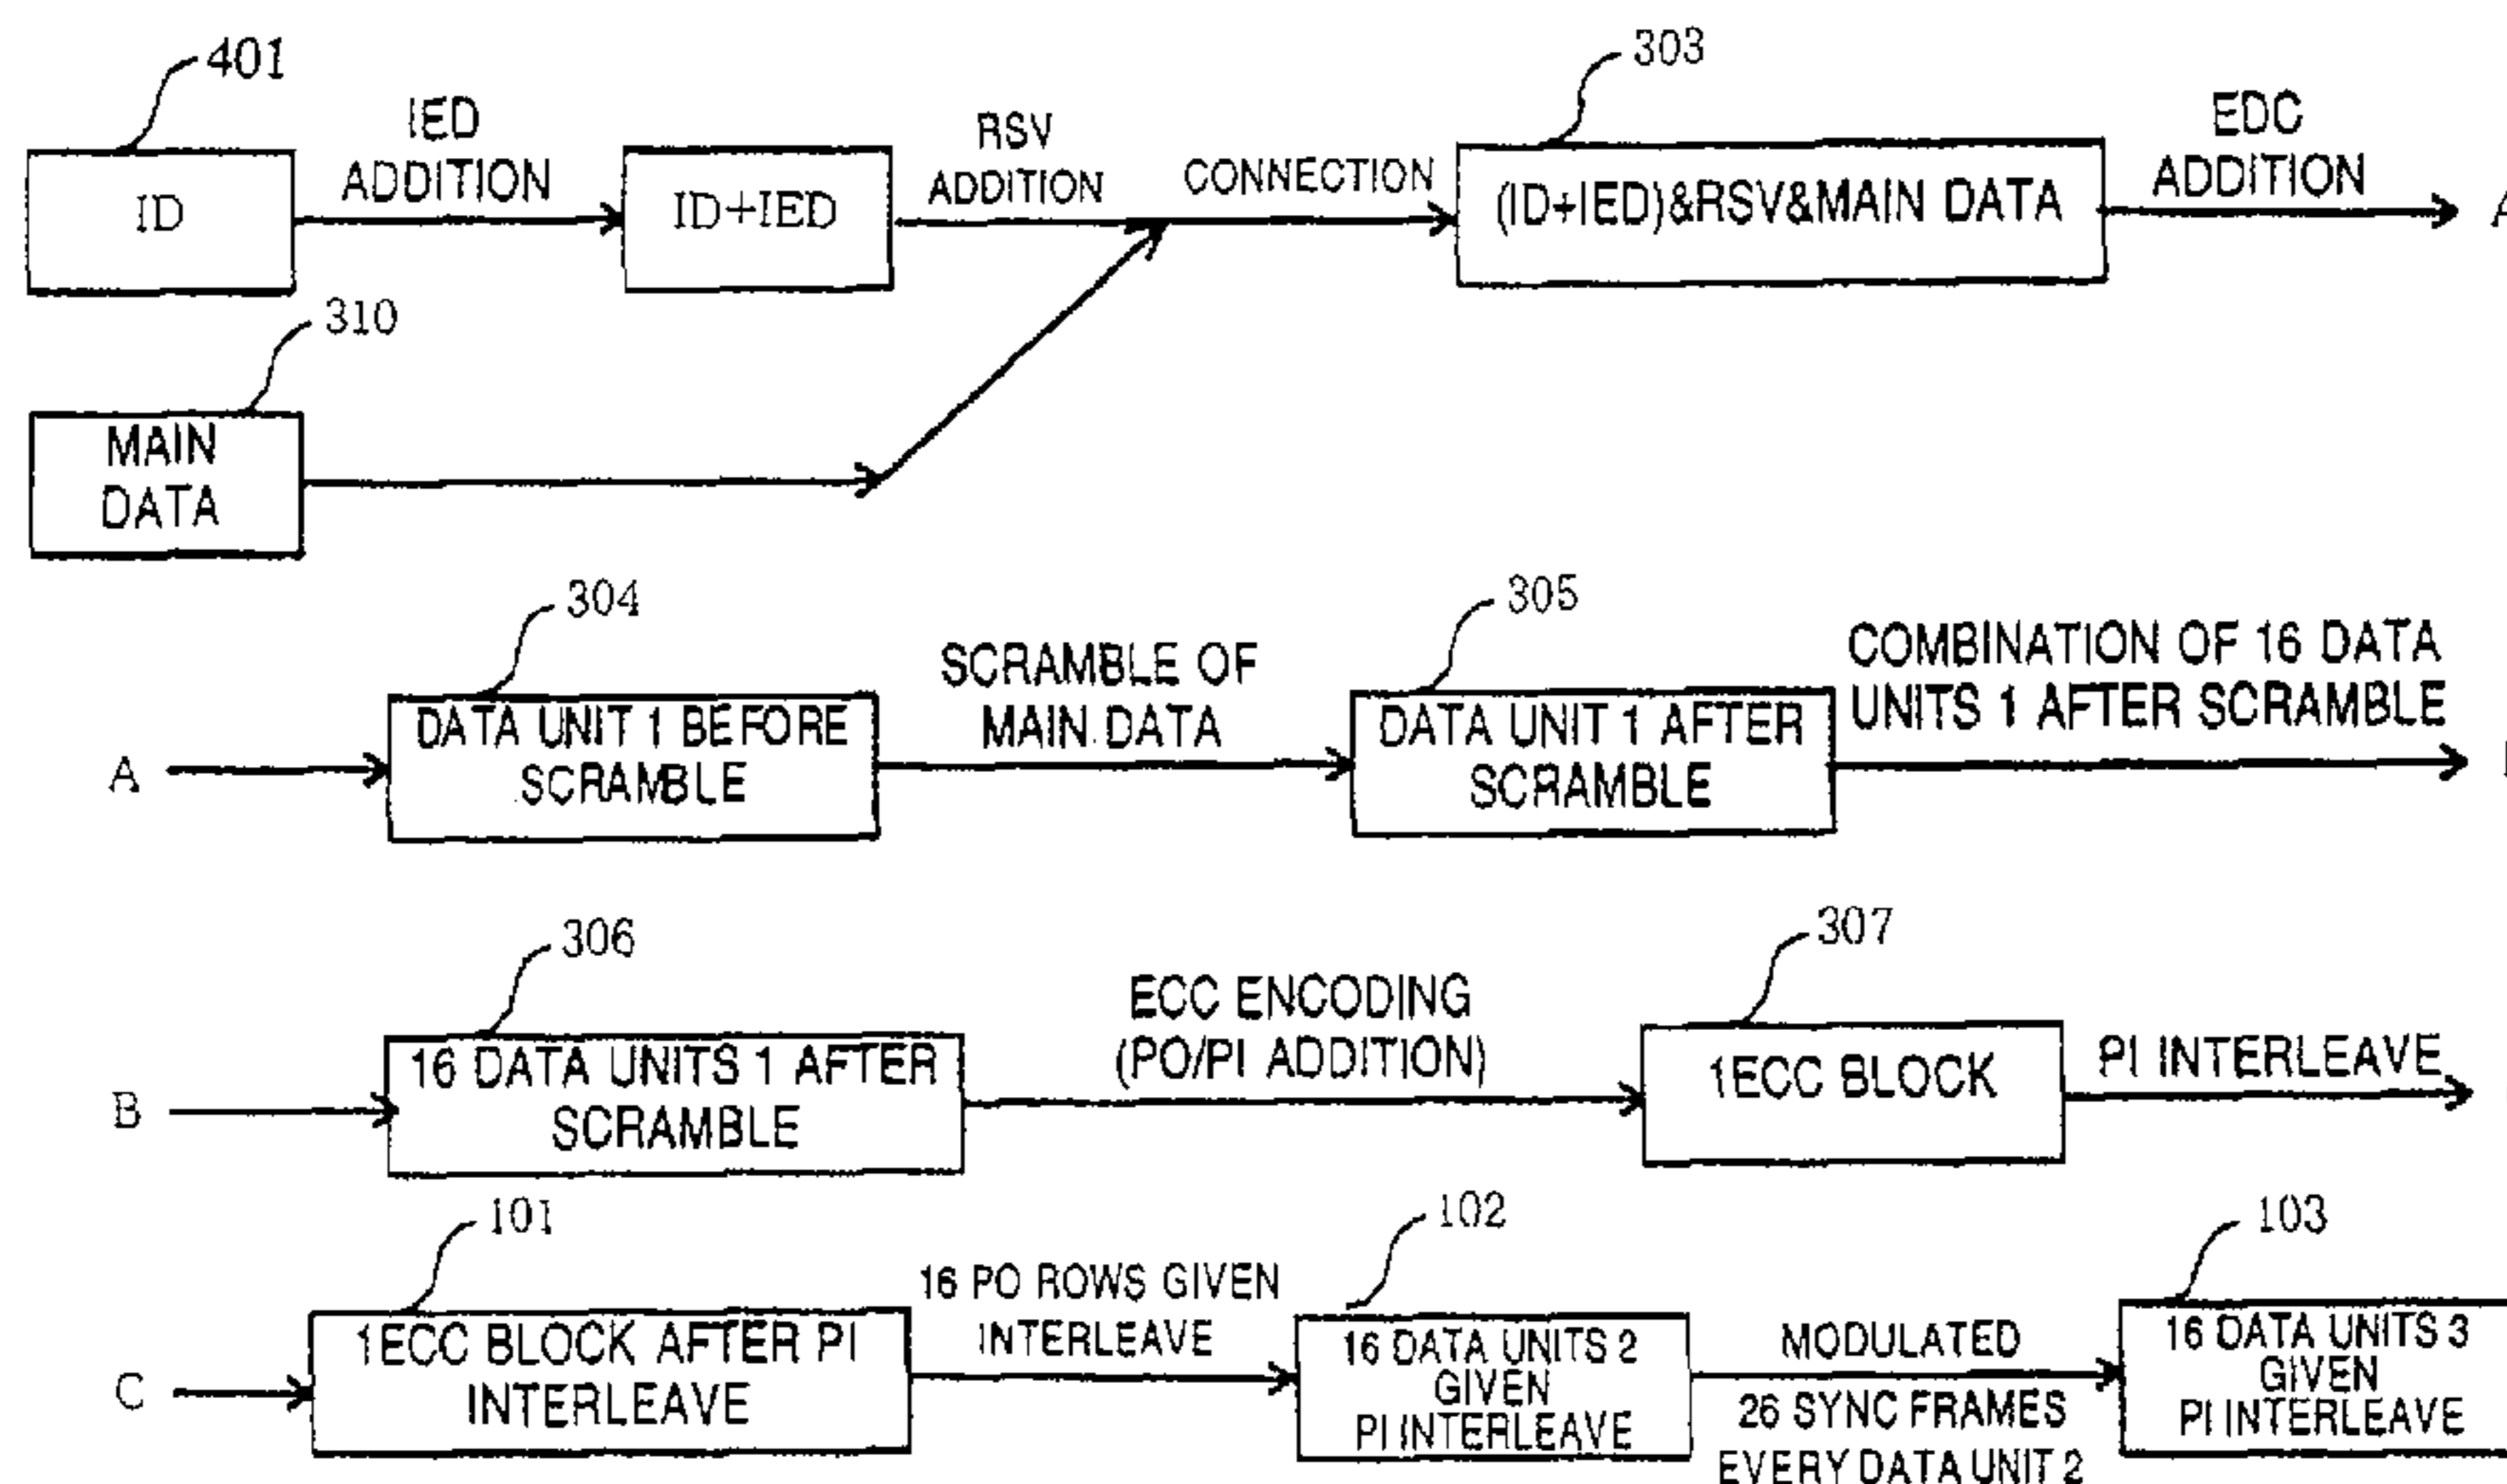 401
IED
ADDITION
ID
ID+IED
RSV
ADDITION
CONNECTION
303
(ID+IED)&RSV&MAIN DATA
EDC
ADDITION
310
MAIN
DATA
304
A
DATA UNIT 1 BEFORE
SCRAMBLE
SCRAMBLE OF
MAIN DATA
305
DATA UNIT 1 AFTER
SCRAMBLE
COMBINATION OF 16 DATA
UNITS 1 AFTER SCRAMBLE
306
B
16 DATA UNITS 1 AFTER
SCRAMBLE
ECC ENCODING
(PO/PI ADDITION)
307
1ECC BLOCK
PI INTERLEAVE
101
C
1ECC BLOCK AFTER PI
INTERLEAVE
16 PO ROWS GIVEN
INTERLEAVE
102
16 DATA UNITS 2
GIVEN
PI INTERLEAVE
MODULATED
26 SYNC FRAMES
EVERY DATA UNIT 2
103
16 DATA UNITS 3
GIVEN
PI INTERLEAVE